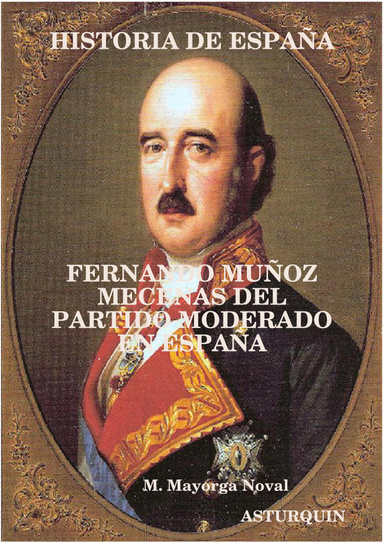 HISTORIA DE ESPAÑA
FERNANDO MUÑOZ
MECENAS DEL
PARTIDO MODERADO
EN ESPAÑA
M. Mayorga Noval
ASTURQUIN